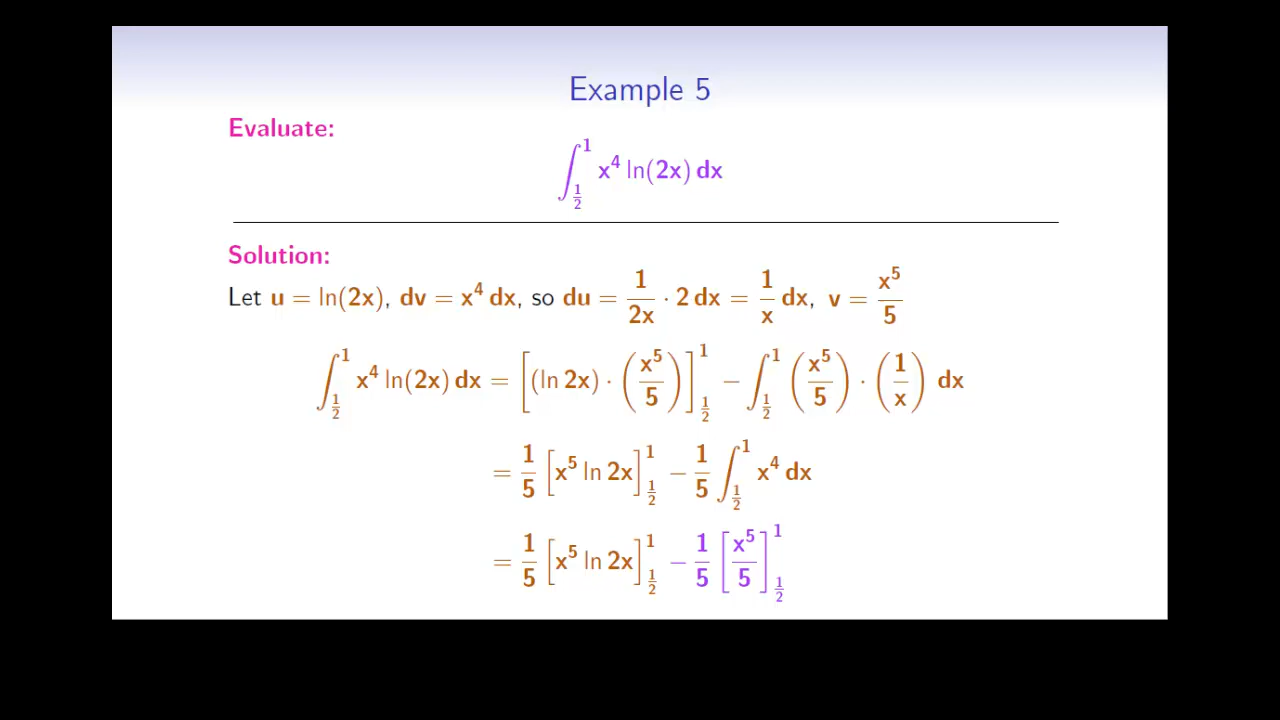 Example 5
Evaluate:
∫_{1/2}^{1} x⁴ ln(2x) dx
Solution:
Let u = ln(2x), dv = x⁴ dx, so du = 1/2x · 2 dx = 1/x dx, v = x⁵/5
∫_{1/2}^{1} x⁴ ln(2x) dx = [(ln 2x) · (x⁵/5)]_{1/2}^{1} − ∫_{1/2}^{1} (x⁵/5) · (1/x) dx
= 1/5 [x⁵ ln 2x]_{1/2}^{1} − 1/5 ∫_{1/2}^{1} x⁴ dx
= 1/5 [x⁵ ln 2x]_{1/2}^{1} − 1/5 [x⁵/5]_{1/2}^{1}